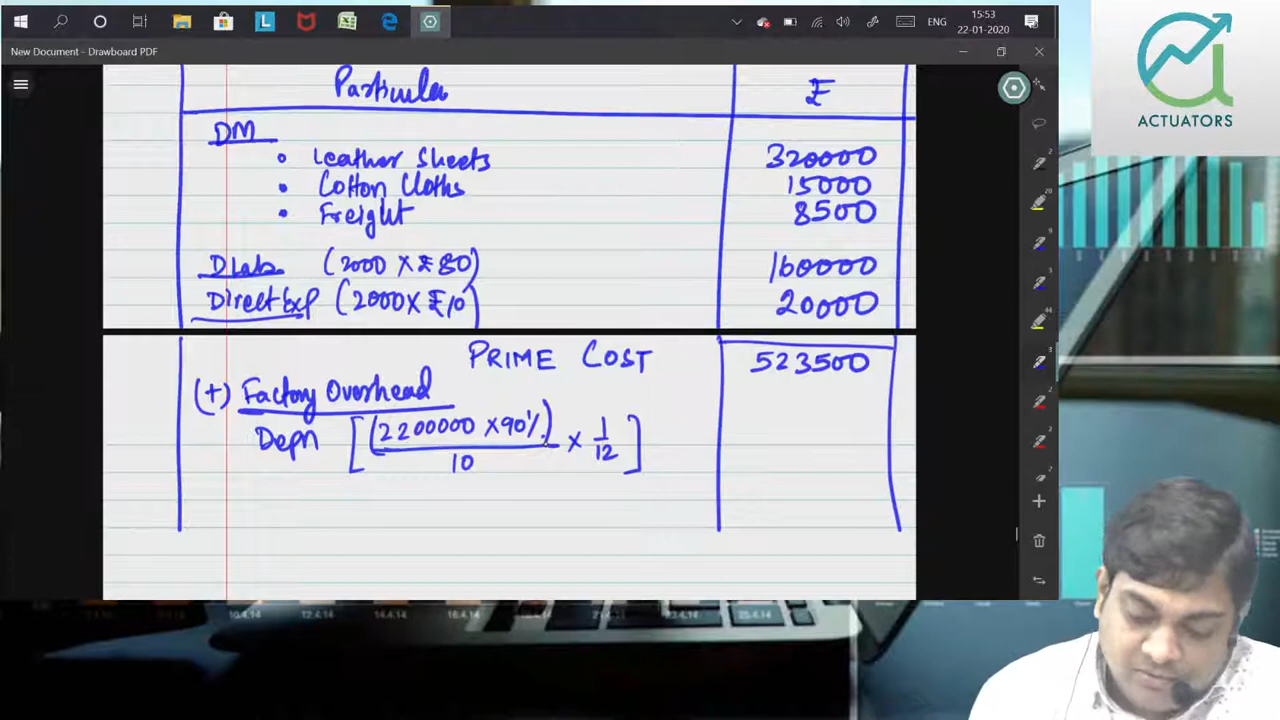 ENG
15:53
22-01-2020
New Document - Drawboard PDF
ACTUATORS
Particular ₹
DM
• Leather Sheets 320000
• Cotton Cloths 15000
• Freight 8500
D Lab (2000 X ₹ 80) 160000
Direct Exp (2000 X ₹10) 20000
PRIME COST 523500
(+) Factory Overhead
Depn [(2200000 X 90%) / 10 × 1/12]